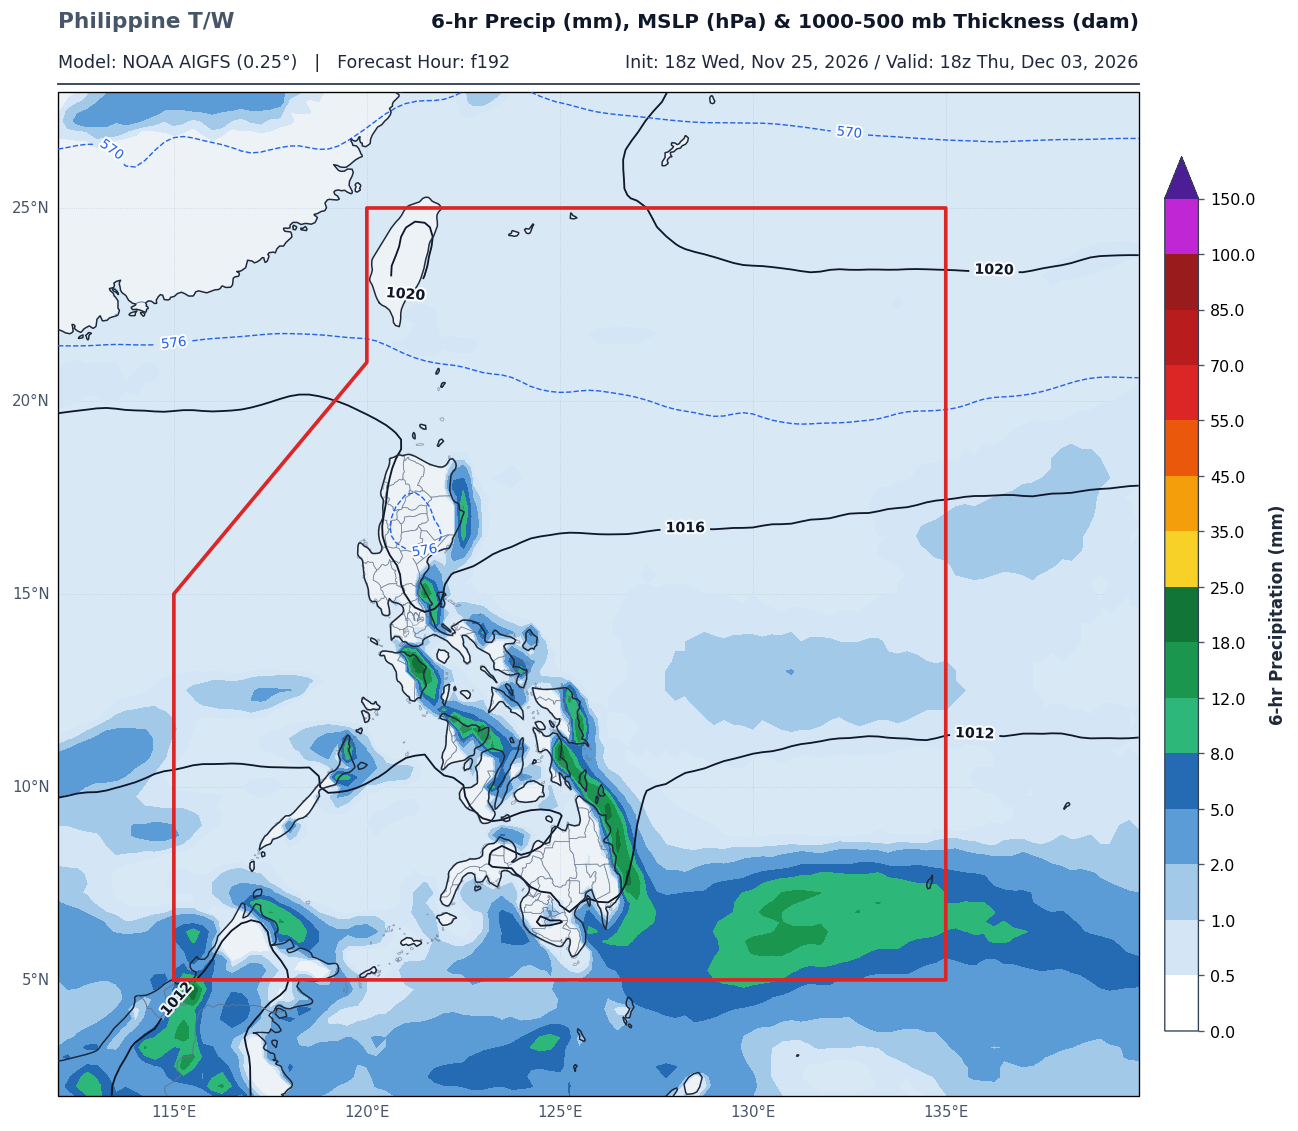 Philippine T/W
6-hr Precip (mm), MSLP (hPa) & 1000-500 mb Thickness (dam)
Model: NOAA AIGFS (0.25°) | Forecast Hour: f192
Init: 18z Wed, Nov 25, 2026 / Valid: 18z Thu, Dec 03, 2026
570
570
1020
1020
576
576
1016
1012
1012
25°N
20°N
15°N
10°N
5°N
115°E
120°E
125°E
130°E
135°E
150.0
100.0
85.0
70.0
55.0
45.0
35.0
25.0
18.0
12.0
8.0
5.0
2.0
1.0
0.5
0.0
6-hr Precipitation (mm)